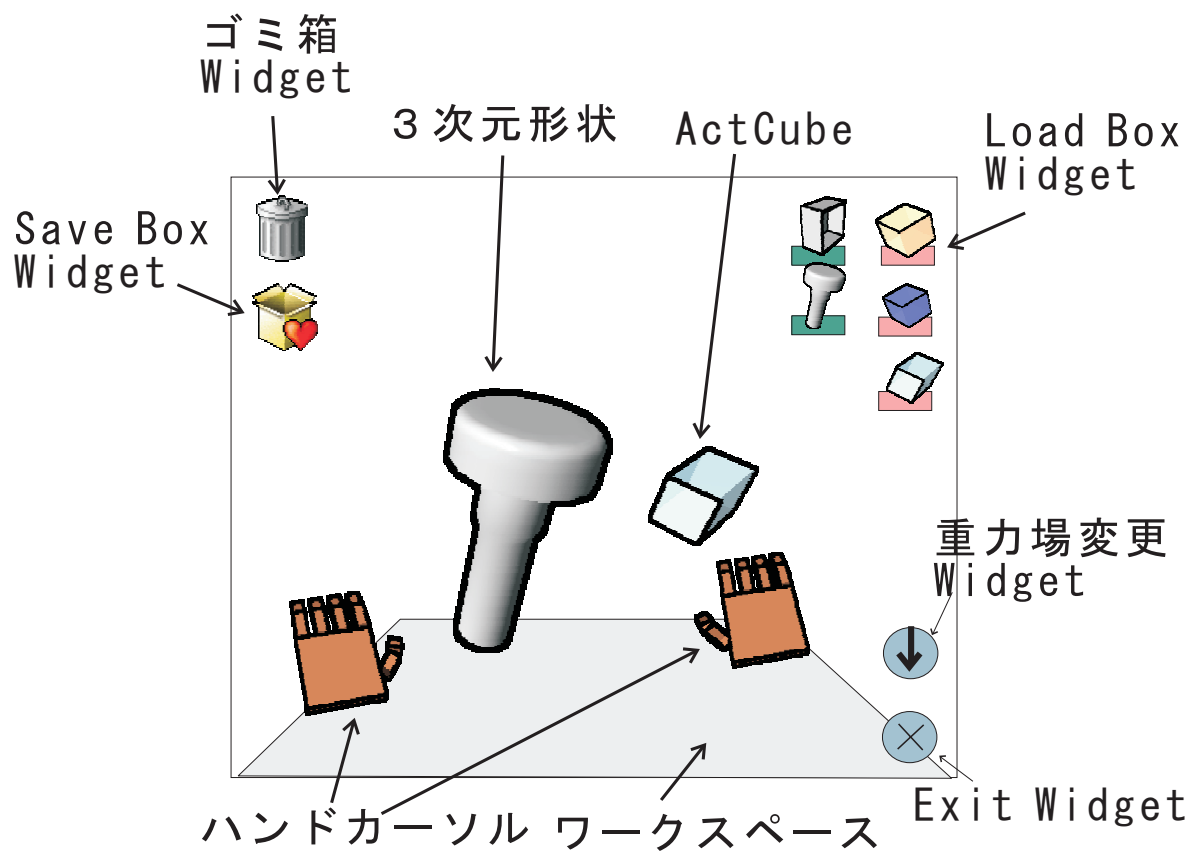 ゴミ箱
Widget
３次元形状
ActCube
Load Box
Widget
Save Box
Widget
重力場変更
Widget
Exit Widget
ハンドカーソル
ワークスペース